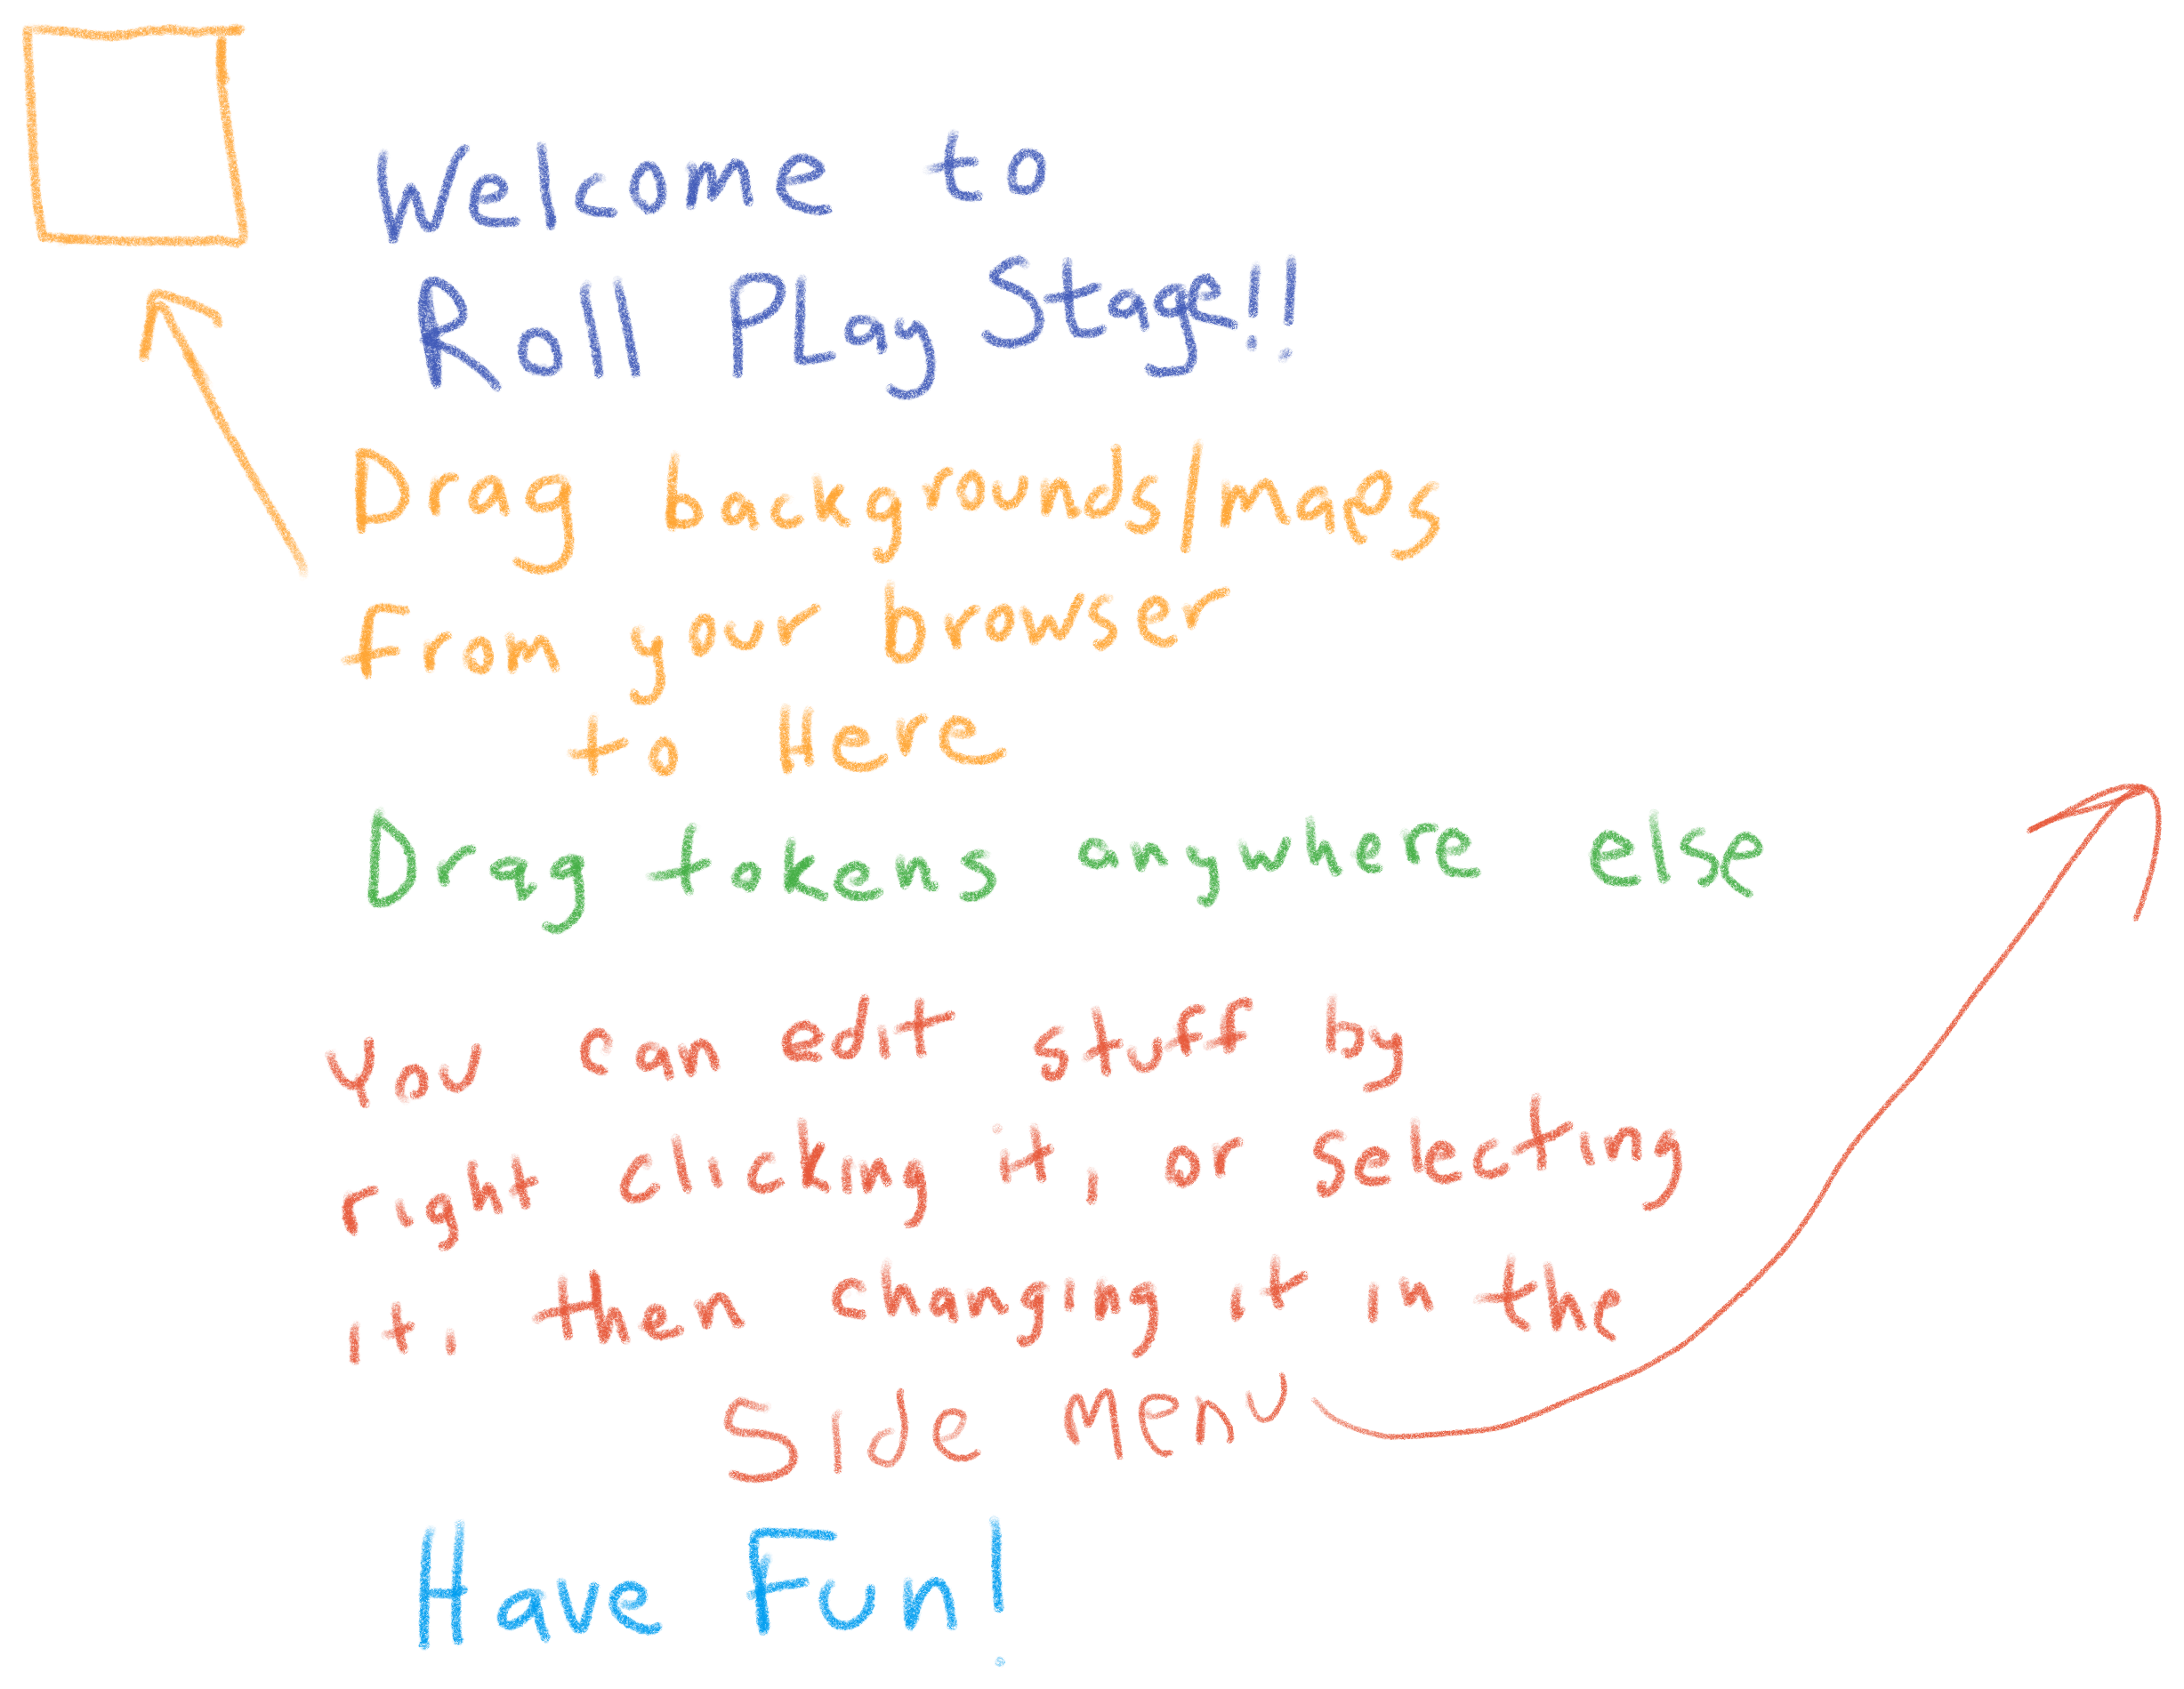 Welcome to
Roll PLay Stage!!
Drag backgrounds/maps
from your browser
to Here
Drag tokens anywhere else
You can edit stuff by
right clicking it, or selecting
it, then changing it in the
Side Menu
Have Fun!